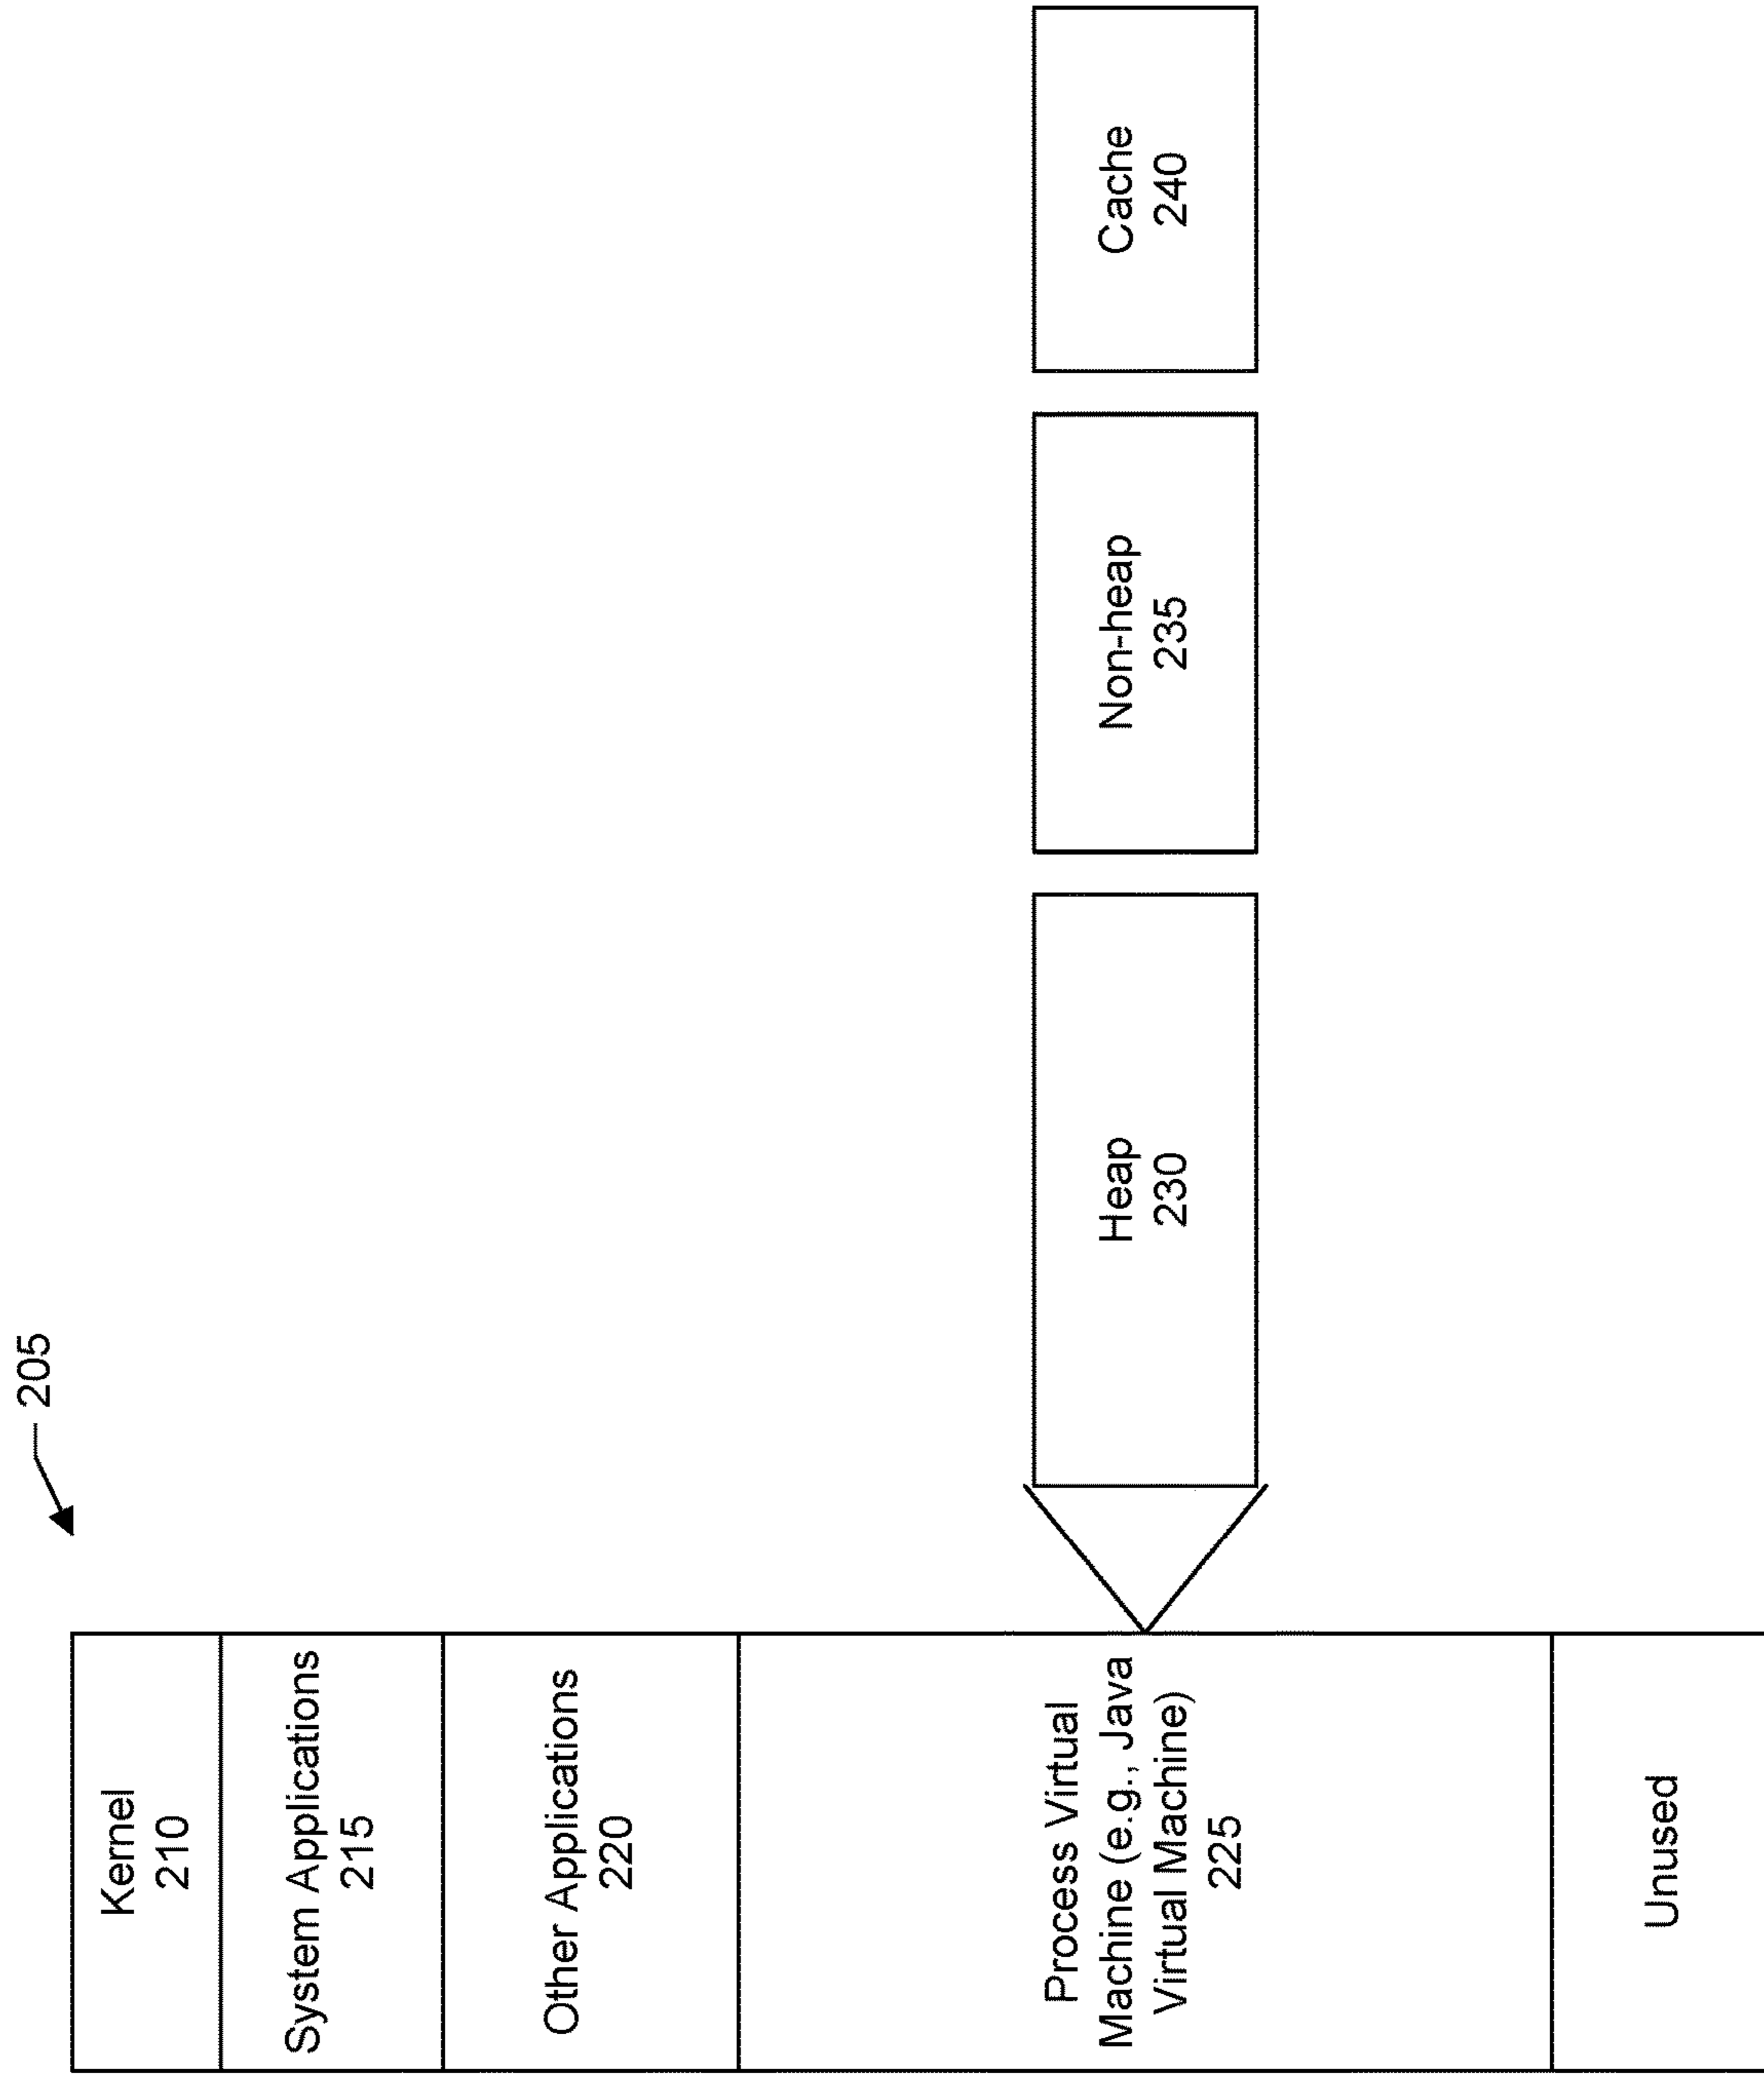 205
Kernel
210
System Applications
215
Other Applications
220
Process Virtual
Machine (e.g., Java
Virtual Machine)
225
Unused
Heap
230
Non-heap
235
Cache
240